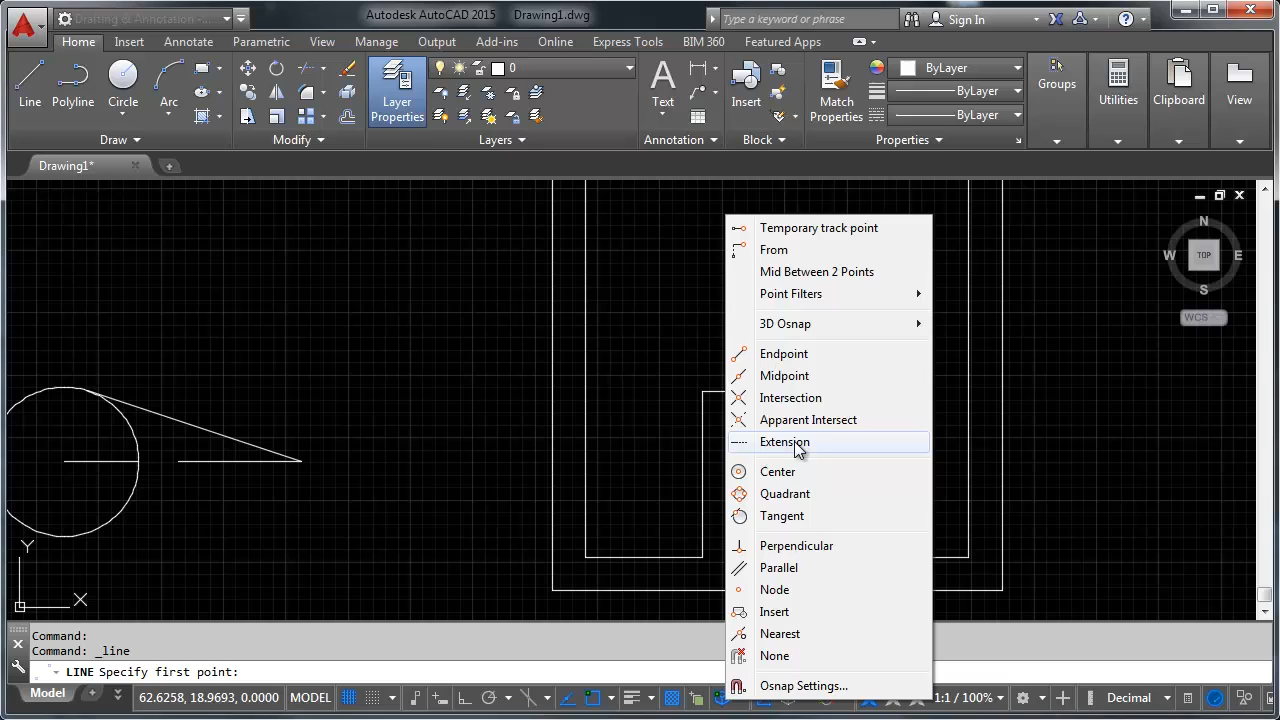 Drafting & Annotation -
Autodesk AutoCAD 2015 Drawing1.dwg
Type a keyword or phrase
Sign In
Home Insert Annotate Parametric View Manage Output Add-ins Online Express Tools BIM 360 Featured Apps
0
ByLayer
ByLayer
ByLayer
Line Polyline Circle Arc
Layer Properties
Text
Insert
Match Properties
Groups
Utilities
Clipboard
View
Draw Modify Layers Annotation Block Properties
Drawing1*
N
W TOP E
S
WCS
Temporary track point
From
Mid Between 2 Points
Point Filters
3D Osnap
Endpoint
Midpoint
Intersection
Apparent Intersect
Extension
Center
Quadrant
Tangent
Perpendicular
Parallel
Node
Insert
Nearest
None
Osnap Settings...
Y
X
Command:
Command: _line
LINE Specify first point:
Model
62.6258, 18.9693, 0.0000 MODEL
1:1 / 100%
Decimal